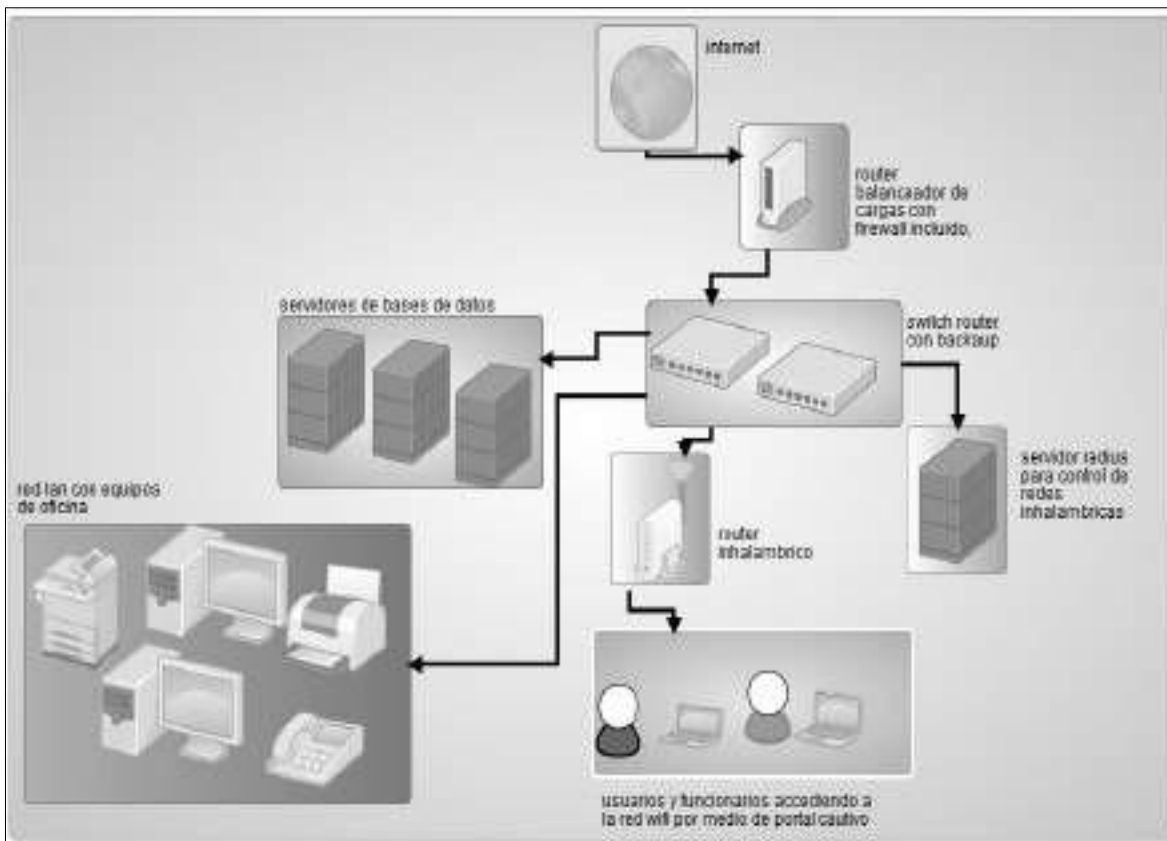 internet
router
balanceador de
cargas con
firewall incluido,
servidores de bases de datos
switch router
con backaup
servidor radius
para control de
redes
inhalambricas
red lan con equipos
de oficina
router
inhalambrico
usuarios y funcionarios accediendo a
la red wifi por medio de portal cautivo